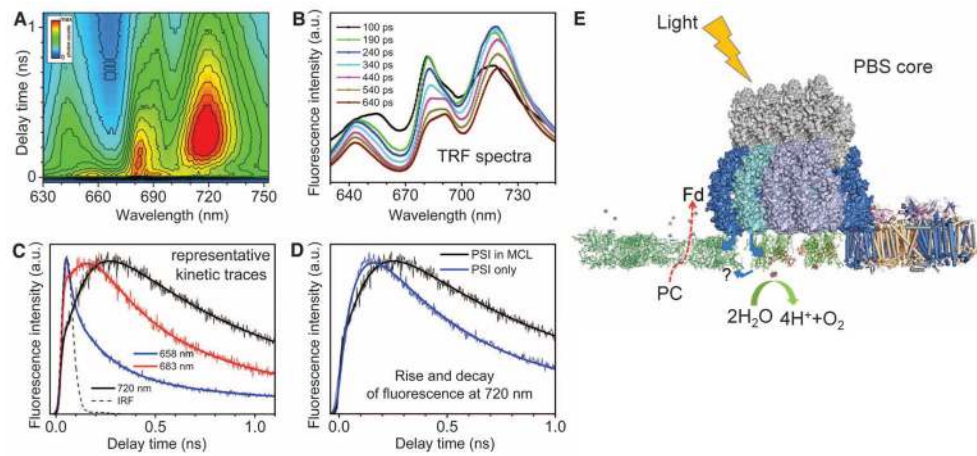 A
max
0
Delay time (ns)
1
0
630 660 690 720 750
Wavelength (nm)
B
100 ps
190 ps
240 ps
340 ps
440 ps
540 ps
640 ps
Fluorescence intensity (a.u.)
TRF spectra
640 670 700 730
Wavelength (nm)
E
Light
PBS core
Fd
PC
?
2H₂O 4H⁺+O₂
C
representative
kinetic traces
Fluorescence intensity (a.u.)
658 nm
683 nm
720 nm
IRF
0.0 0.5 1.0
Delay time (ns)
D
PSI in MCL
PSI only
Fluorescence intensity (a.u.)
Rise and decay
of fluorescence at 720 nm
0.0 0.5 1.0
Delay time (ns)